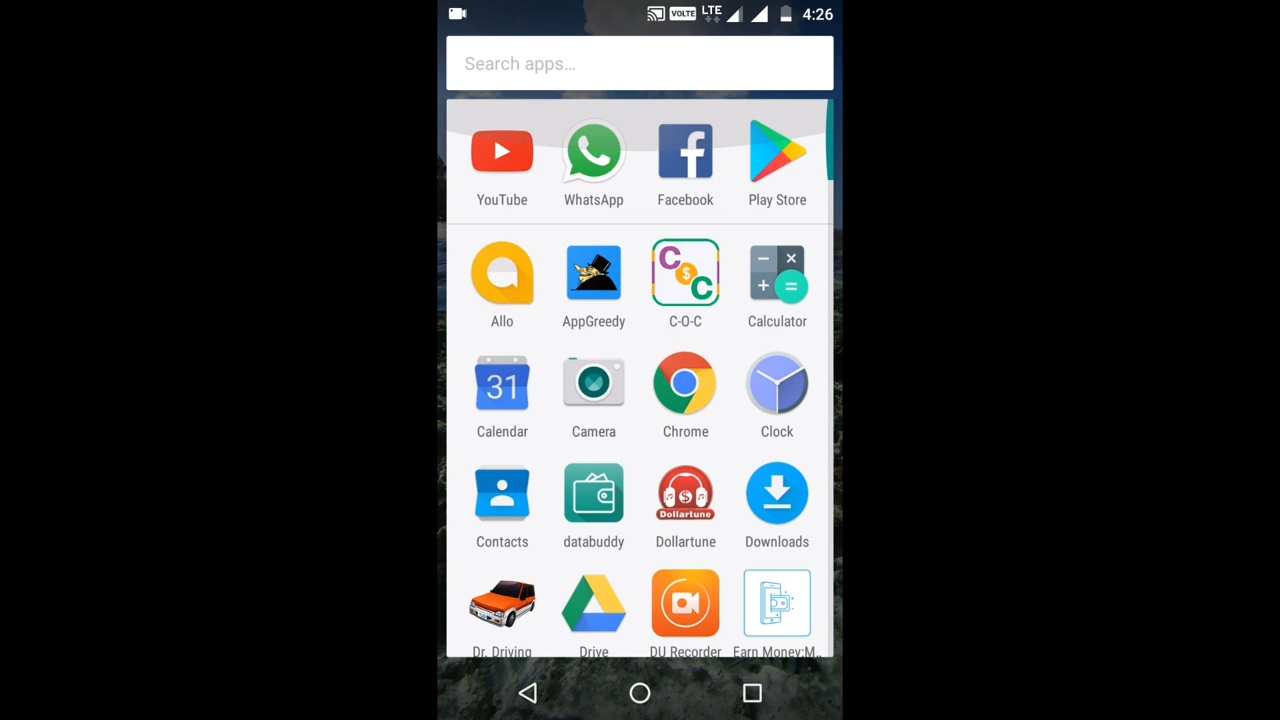 VOLTE LTE 4:26
Search apps...
YouTube WhatsApp Facebook Play Store
C $ C
Allo AppGreedy C-O-C Calculator
31
Calendar Camera Chrome Clock
$
Dollartune
Contacts databuddy Dollartune Downloads
Dr. Driving Drive DU Recorder Earn Money:M..